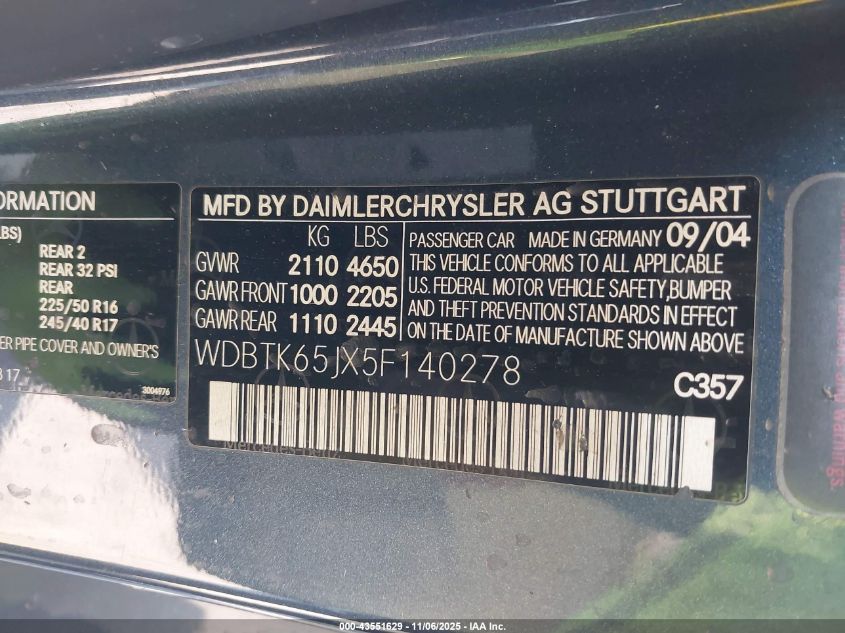 ORMATION
LBS)
REAR 2
REAR 32 PSI
REAR
225/50 R16
245/40 R17
ER PIPE COVER AND OWNER'S
3004976
MFD BY DAIMLERCHRYSLER AG STUTTGART
KG LBS
GVWR 2110 4650
GAWR FRONT 1000 2205
GAWR REAR 1110 2445
PASSENGER CAR MADE IN GERMANY 09/04
THIS VEHICLE CONFORMS TO ALL APPLICABLE
U.S. FEDERAL MOTOR VEHICLE SAFETY,BUMPER
AND THEFT PREVENTION STANDARDS IN EFFECT
ON THE DATE OF MANUFACTURE SHOWN ABOVE
WDBTK65JX5F140278
C357
warnings.
000-43551629 - 11/06/2025 - IAA Inc.